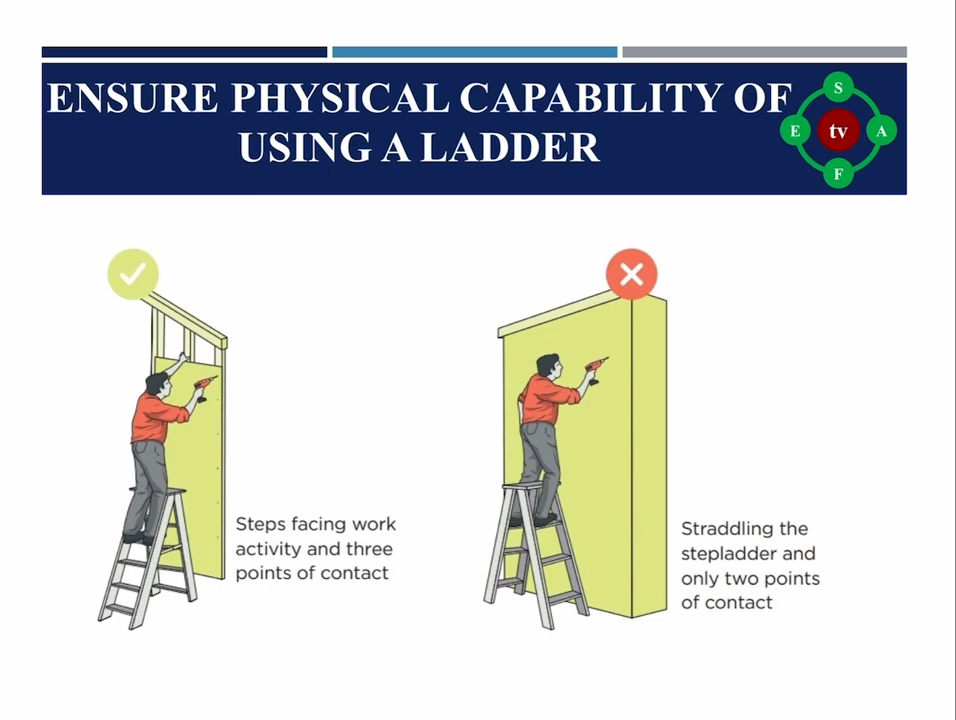 ENSURE PHYSICAL CAPABILITY OF
USING A LADDER
S
E
tv
A
F
Steps facing work
activity and three
points of contact
Straddling the
stepladder and
only two points
of contact